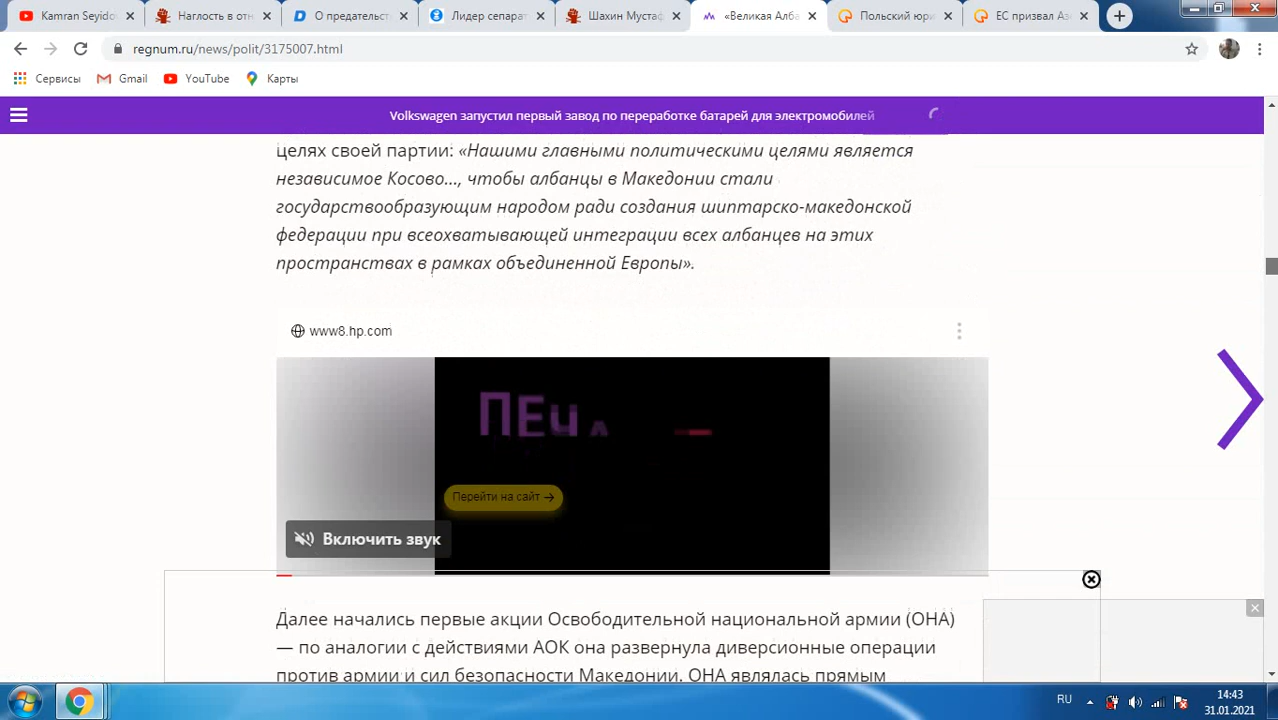 Kamran Seyido
Наглость в отн
О предательст
Лидер сепарат
Шахин Мустаф
«Великая Алба
Польский юри
ЕС призвал Азе
regnum.ru/news/polit/3175007.html
Сервисы
Gmail
YouTube
Карты
Volkswagen запустил первый завод по переработке батарей для электромобилей
целях своей партии: «Нашими главными политическими целями является
независимое Косово…, чтобы албанцы в Македонии стали
государствообразующим народом ради создания шиптарско-македонской
федерации при всеохватывающей интеграции всех албанцев на этих
пространствах в рамках объединенной Европы».
www8.hp.com
ПЕЧА
Перейти на сайт →
Включить звук
Далее начались первые акции Освободительной национальной армии (ОНА)
— по аналогии с действиями АОК она развернула диверсионные операции
против армии и сил безопасности Македонии. ОНА являлась прямым
RU
14:43
31.01.2021